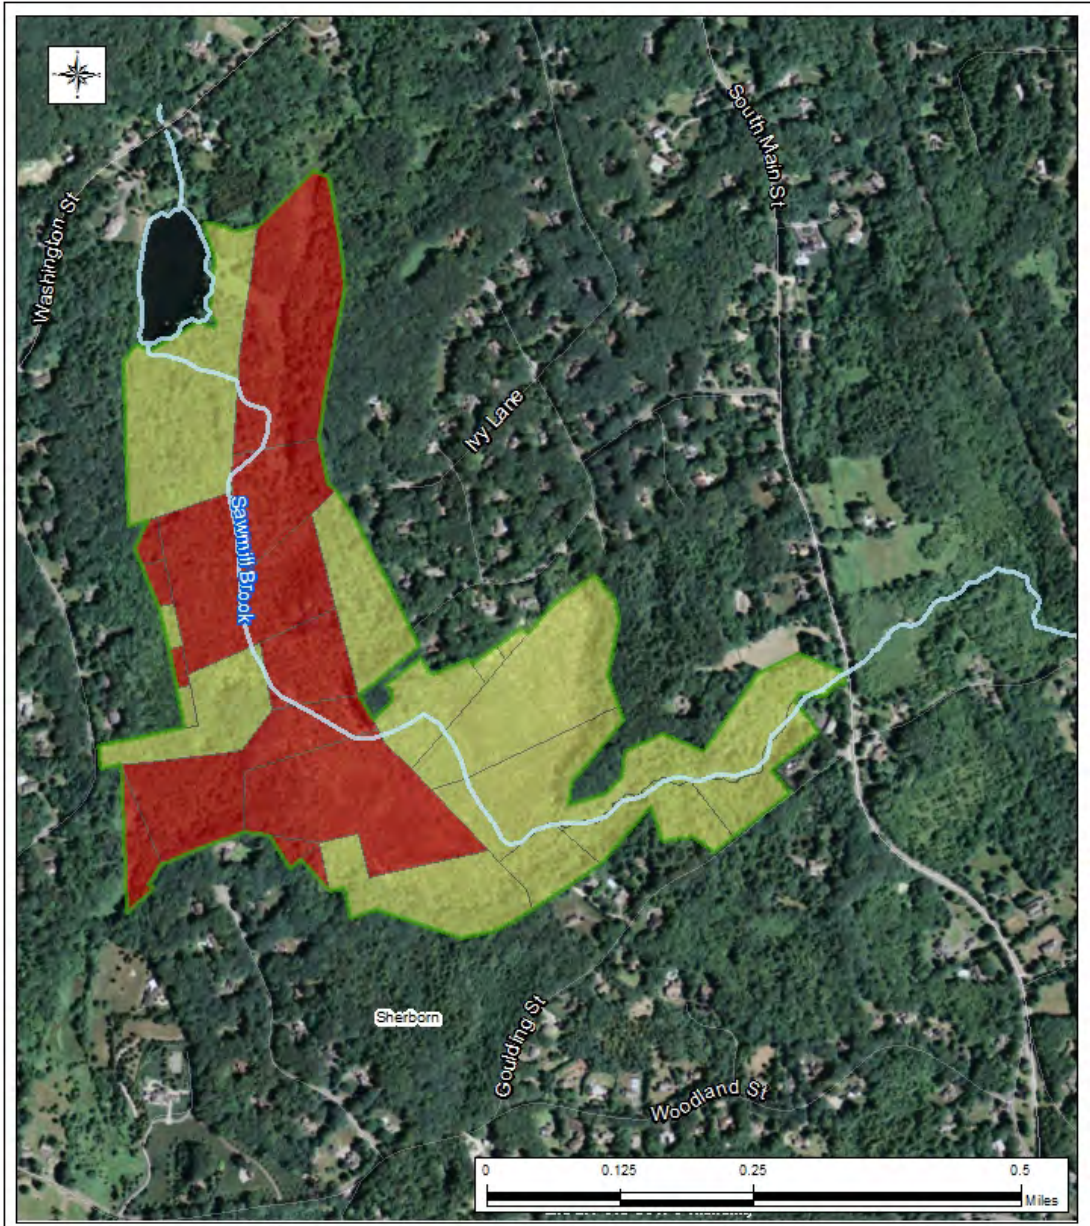 South Main St
Washington St
Ivy Lane
Sawmill Brook
Sherborn
Goulding St
Woodland St
0 0.125 0.25 0.5
Miles